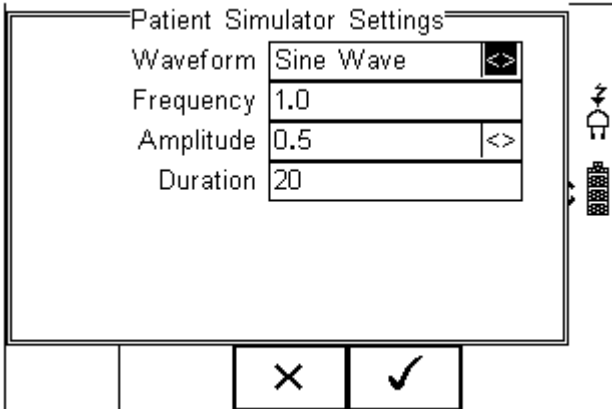 Patient Simulator Settings
Waveform Sine Wave <>
Frequency 1.0
Amplitude 0.5 <>
Duration 20